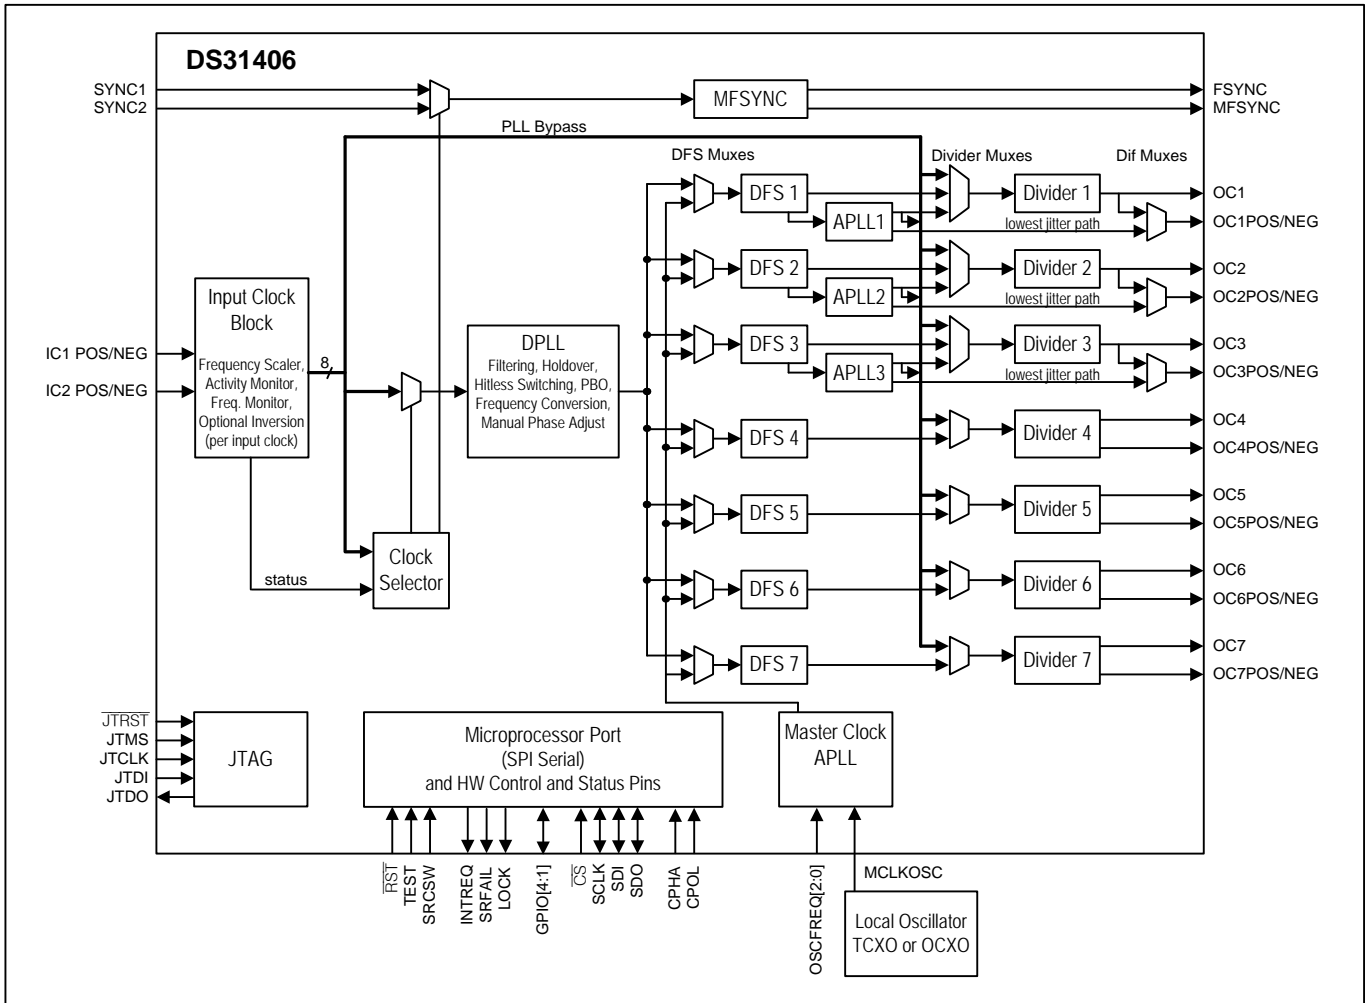 DS31406
SYNC1
SYNC2
MFSYNC
FSYNC
MFSYNC
PLL Bypass
DFS Muxes
Divider Muxes
Dif Muxes
DFS 1
APLL1
Divider 1
lowest jitter path
OC1
OC1POS/NEG
DFS 2
APLL2
Divider 2
lowest jitter path
OC2
OC2POS/NEG
DFS 3
APLL3
Divider 3
lowest jitter path
OC3
OC3POS/NEG
DFS 4
Divider 4
OC4
OC4POS/NEG
DFS 5
Divider 5
OC5
OC5POS/NEG
DFS 6
Divider 6
OC6
OC6POS/NEG
DFS 7
Divider 7
OC7
OC7POS/NEG
IC1 POS/NEG
IC2 POS/NEG
Input Clock
Block
Frequency Scaler,
Activity Monitor,
Freq. Monitor,
Optional Inversion
(per input clock)
8
DPLL
Filtering, Holdover,
Hitless Switching, PBO,
Frequency Conversion,
Manual Phase Adjust
status
Clock
Selector
JTRST
JTMS
JTCLK
JTDI
JTDO
JTAG
Microprocessor Port
(SPI Serial)
and HW Control and Status Pins
Master Clock
APLL
RST
TEST
SRCSW
INTREQ
SRFAIL
LOCK
GPIO[4:1]
CS
SCLK
SDI
SDO
CPHA
CPOL
OSCFREQ[2:0]
MCLKOSC
Local Oscillator
TCXO or OCXO